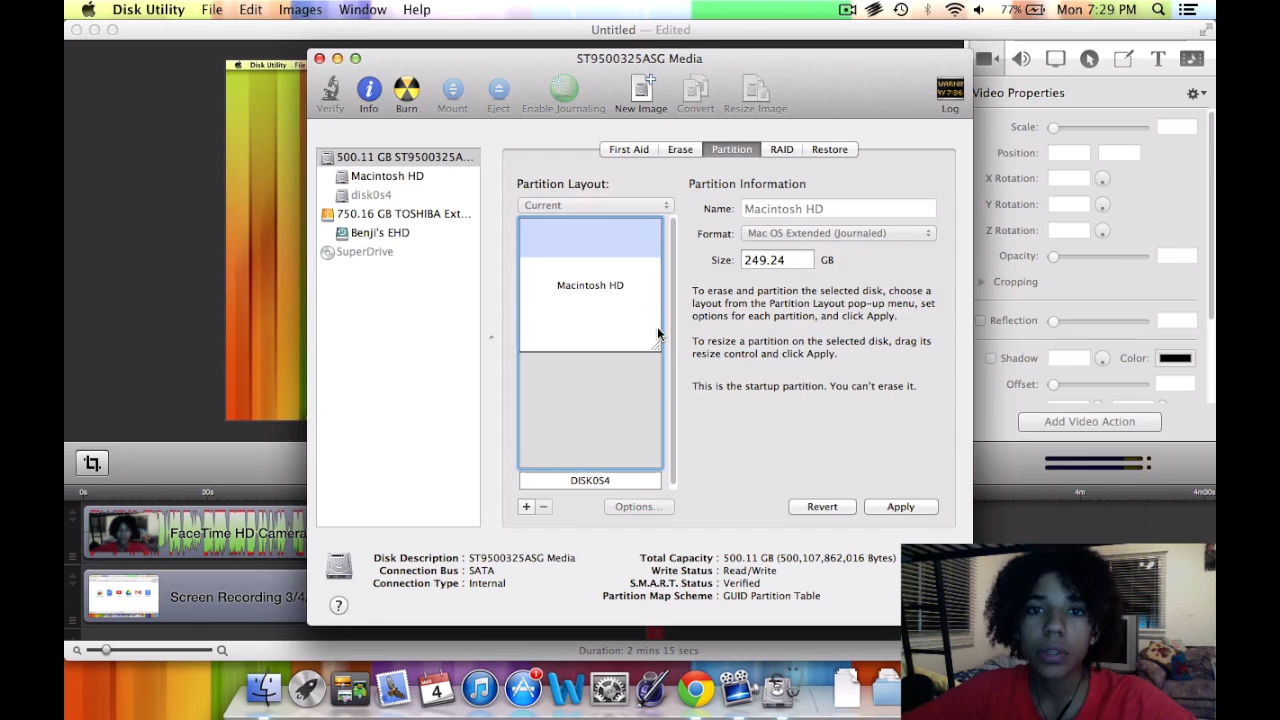 Disk Utility File Edit Images Window Help 77% Mon 7:29 PM
Untitled — Edited
Disk Utility
ST9500325ASG Media
Verify Info Burn Mount Eject Enable Journaling New Image Convert Resize Image Log
First Aid Erase Partition RAID Restore
500.11 GB ST9500325A...
Macintosh HD
disk0s4
750.16 GB TOSHIBA Ext...
Benji's EHD
SuperDrive
Partition Layout:
Current
Macintosh HD
DISK0S4
+ −
Options...
Partition Information
Name: Macintosh HD
Format: Mac OS Extended (Journaled)
Size: 249.24 GB
To erase and partition the selected disk, choose a
layout from the Partition Layout pop-up menu, set
options for each partition, and click Apply.
To resize a partition on the selected disk, drag its
resize control and click Apply.
This is the startup partition. You can't erase it.
Revert Apply
Disk Description : ST9500325ASG Media
Connection Bus : SATA
Connection Type : Internal
Total Capacity : 500.11 GB (500,107,862,016 Bytes)
Write Status : Read/Write
S.M.A.R.T. Status : Verified
Partition Map Scheme : GUID Partition Table
?
Video Properties
Scale:
Position:
X Rotation:
Y Rotation:
Z Rotation:
Opacity:
Cropping
Reflection
Shadow Color:
Offset:
Add Video Action
0s 30s 4m 4m30s
FaceTime HD Camera
Screen Recording 3/4/
Duration: 2 mins 15 secs
MAR
4
1